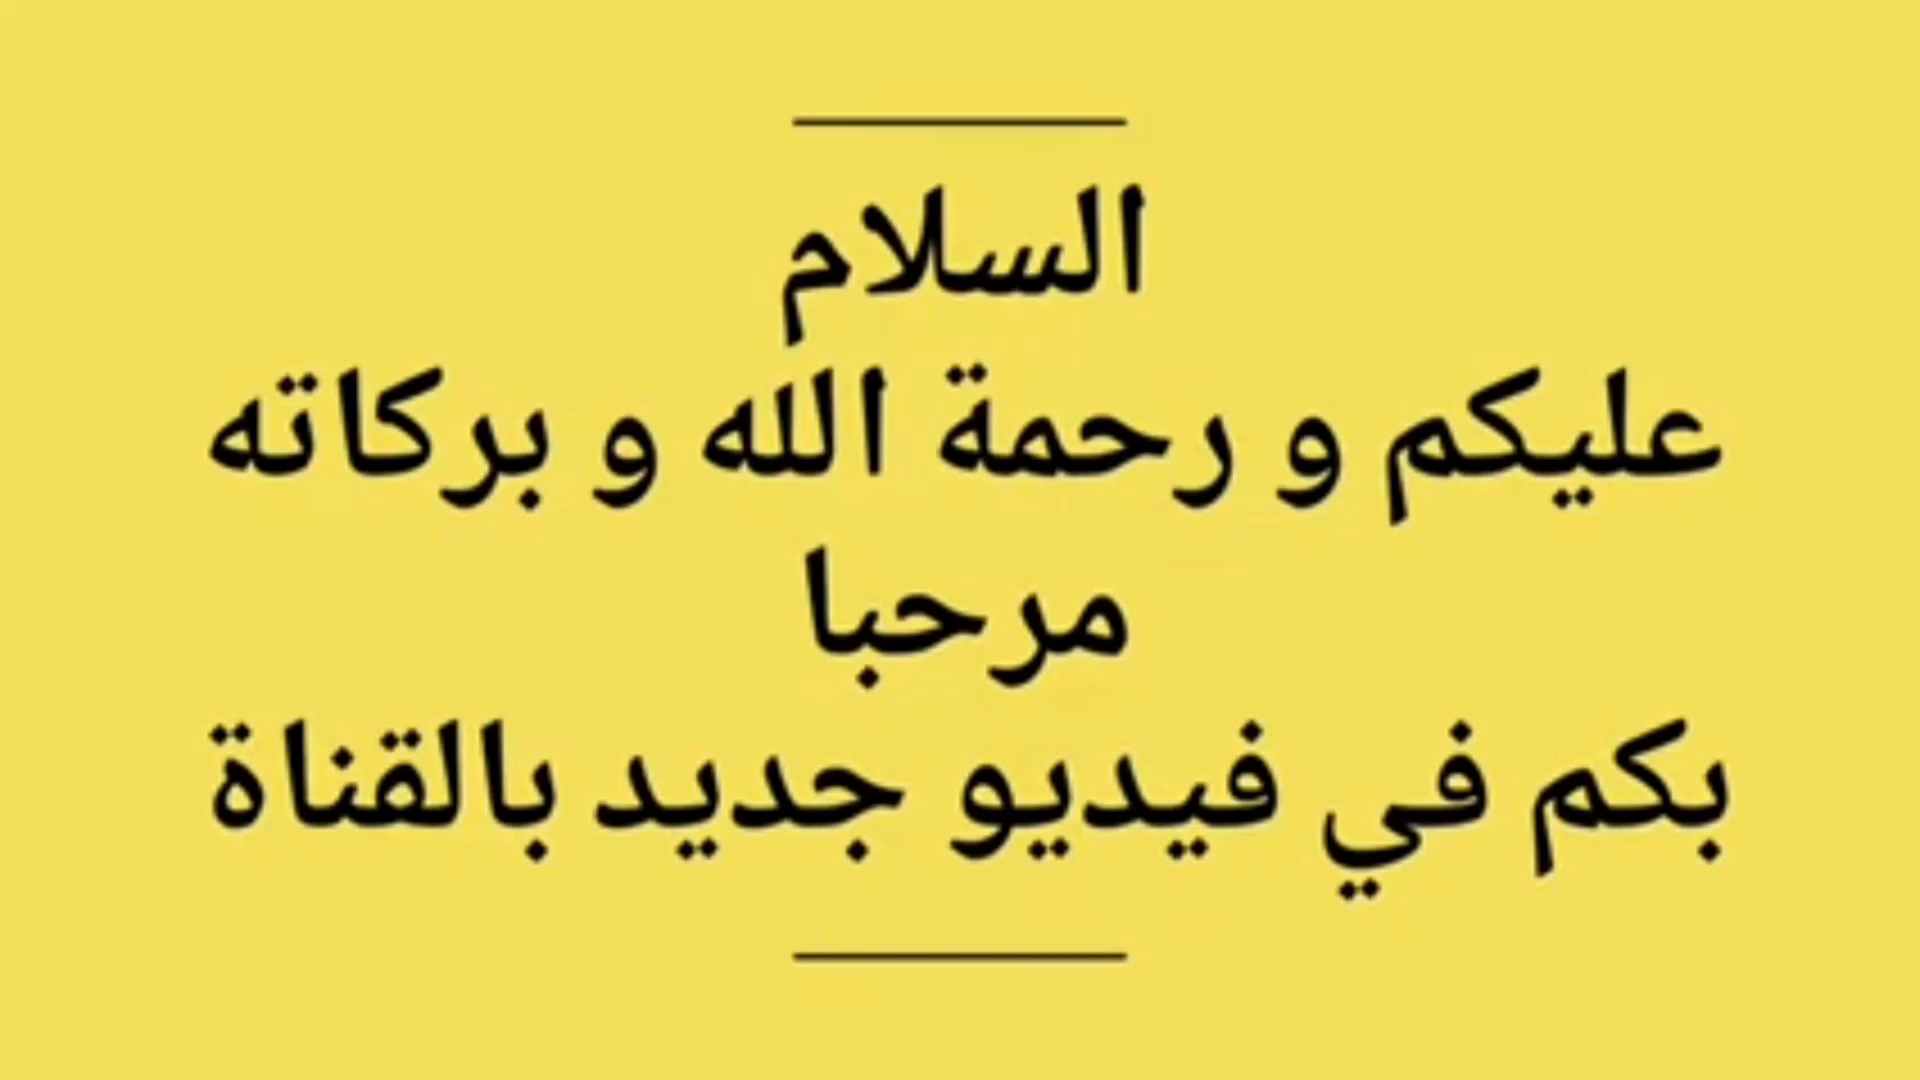 السلام
عليكم و رحمة الله و بركاته
مرحبا
بكم في فيديو جديد بالقناة